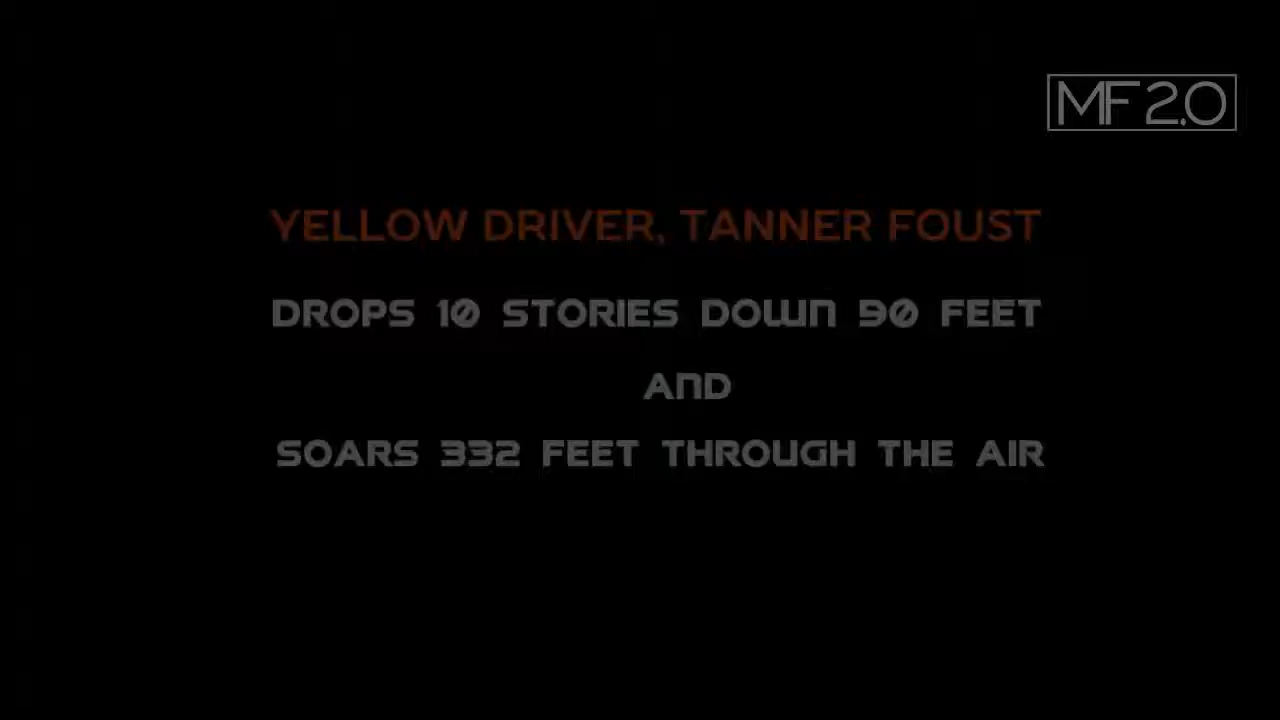 MF 2.0
YELLOW DRIVER, TANNER FOUST
DROPS 10 STORIES DOWN 90 FEET
AND
SOARS 332 FEET THROUGH THE AIR